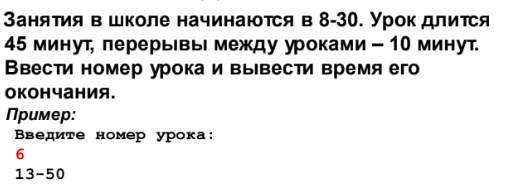 Занятия в школе начинаются в 8-30. Урок длится
45 минут, перерывы между уроками – 10 минут.
Ввести номер урока и вывести время его
окончания.
Пример:
Введите номер урока:
6
13-50